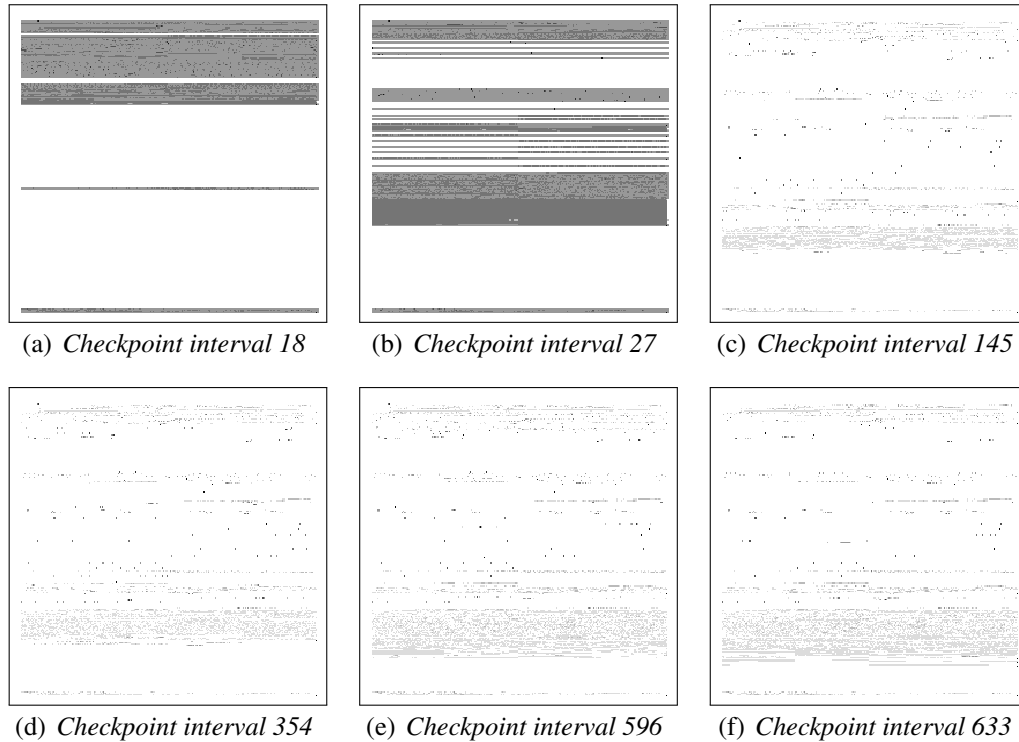 (a) Checkpoint interval 18
(b) Checkpoint interval 27
(c) Checkpoint interval 145
(d) Checkpoint interval 354
(e) Checkpoint interval 596
(f) Checkpoint interval 633